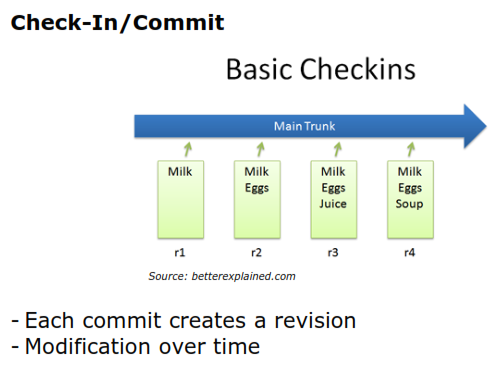 Check-In/Commit
Basic Checkins
Main Trunk
Milk
Milk
Eggs
Milk
Eggs
Juice
Milk
Eggs
Soup
r1
r2
r3
r4
Source: betterexplained.com
- Each commit creates a revision
- Modification over time